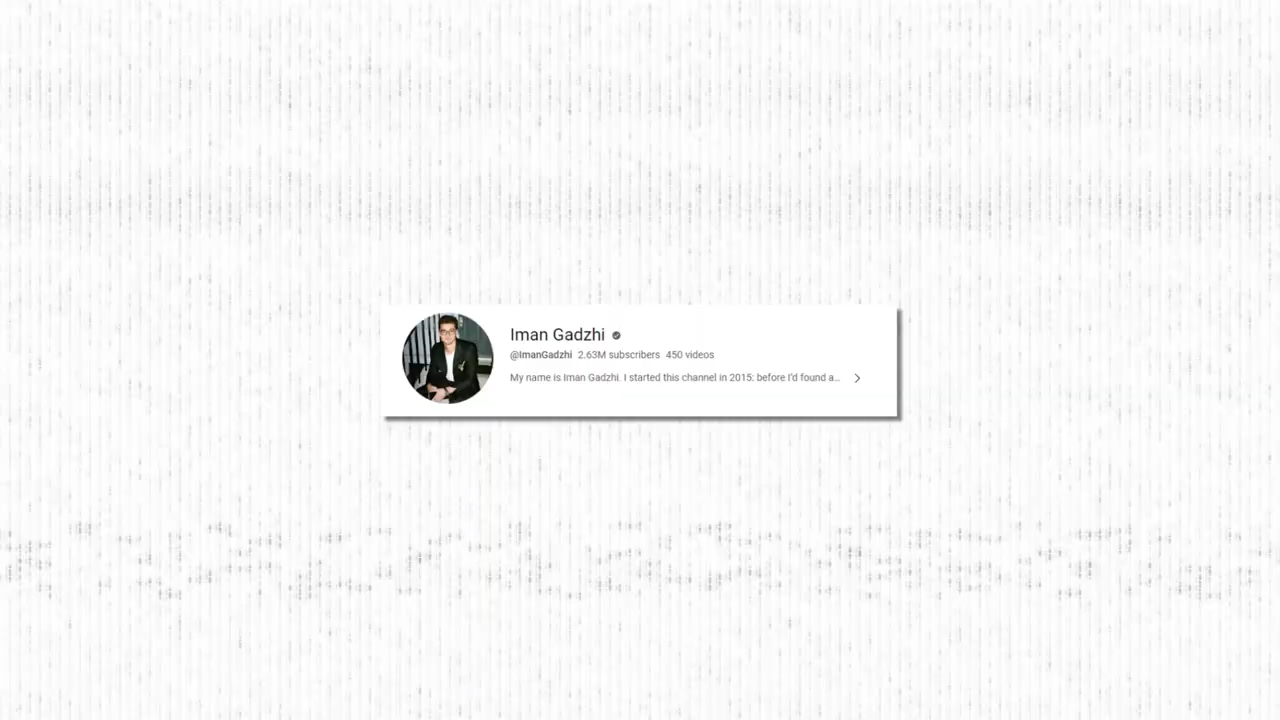 Iman Gadzhi
@ImanGadzhi 2.63M subscribers 450 videos
My name is Iman Gadzhi. I started this channel in 2015: before I'd found a...